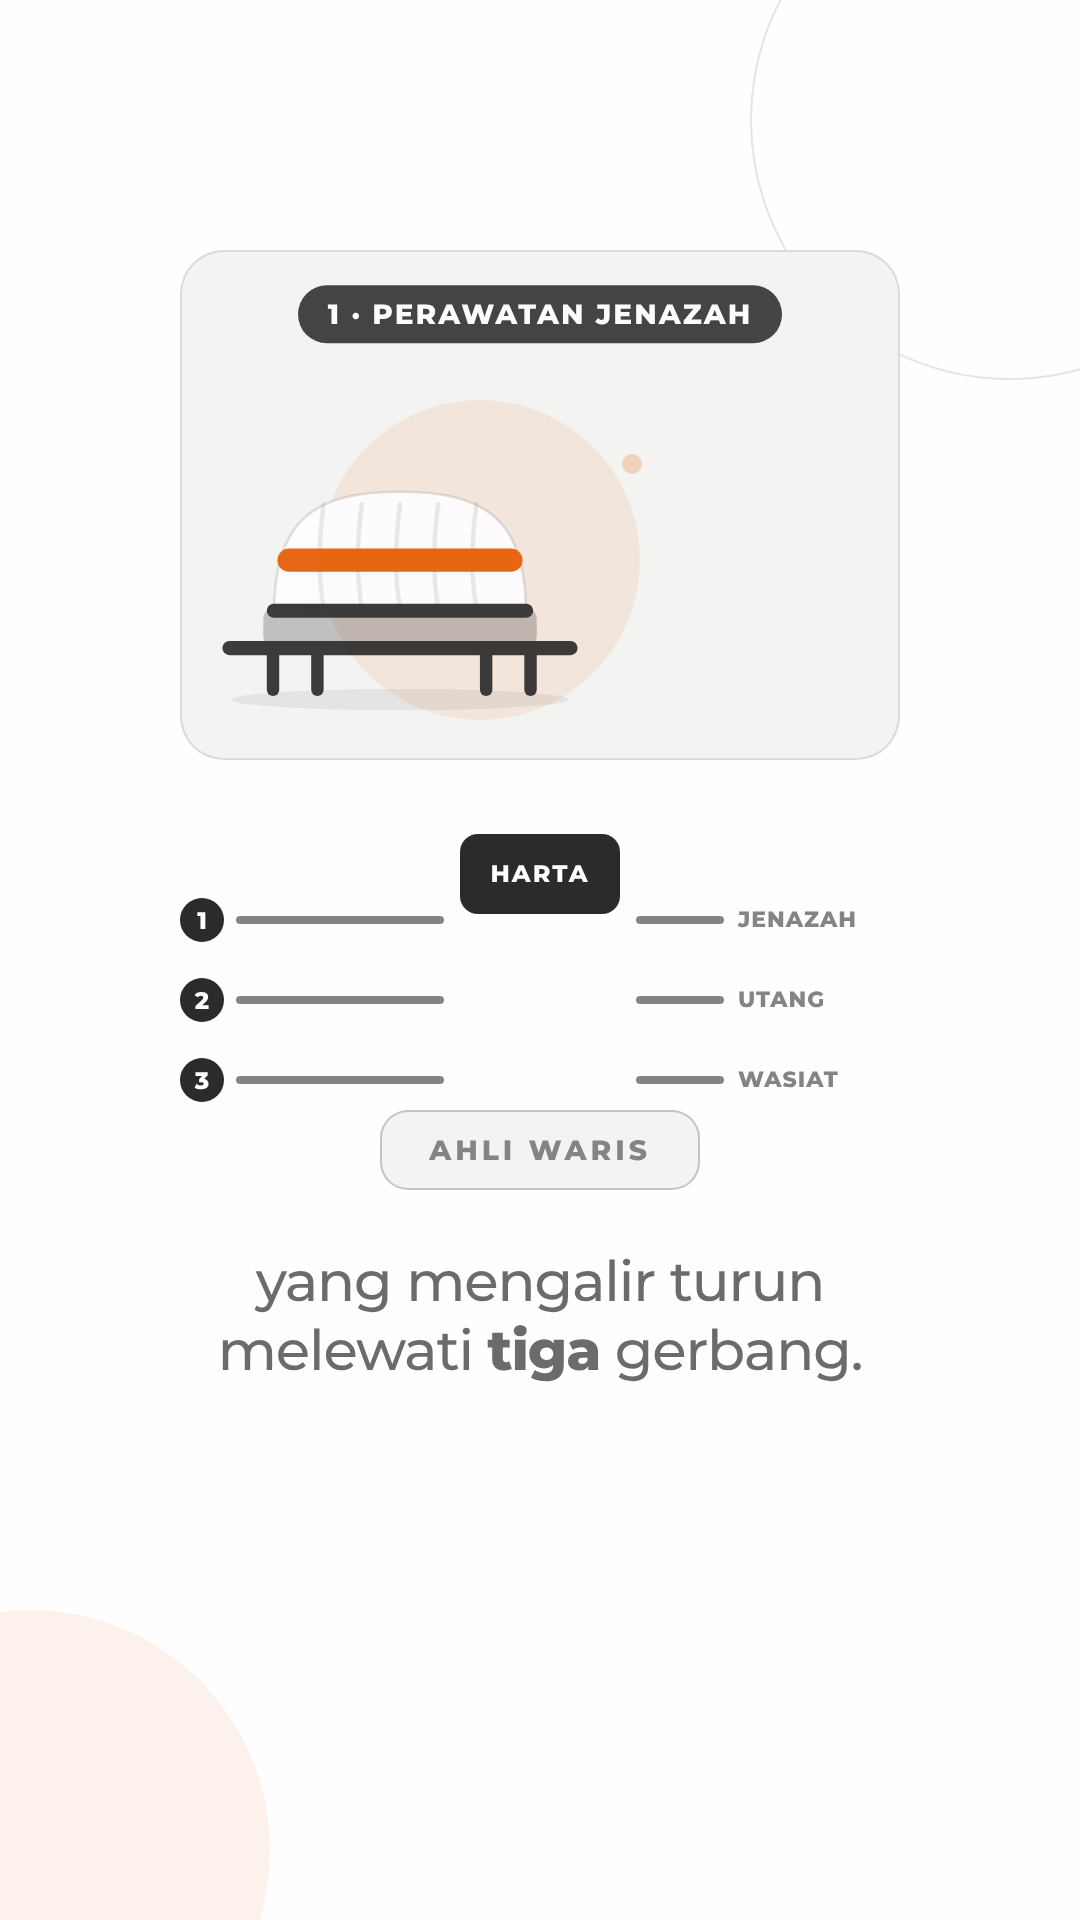 1 · PERAWATAN JENAZAH
HARTA
1 JENAZAH
2 UTANG
3 WASIAT
AHLI WARIS
yang mengalir turun
melewati tiga gerbang.